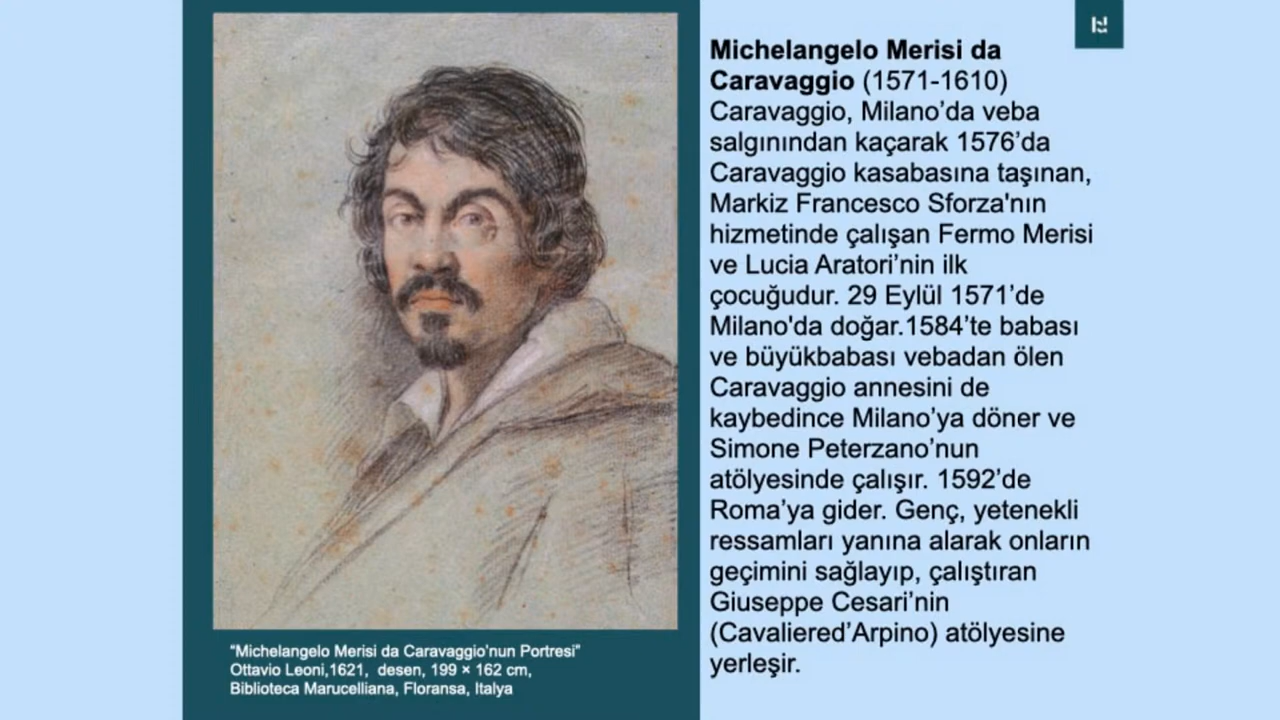 Michelangelo Merisi da
Caravaggio (1571-1610)
Caravaggio, Milano’da veba
salgınından kaçarak 1576’da
Caravaggio kasabasına taşınan,
Markiz Francesco Sforza'nın
hizmetinde çalışan Fermo Merisi
ve Lucia Aratori’nin ilk
çocuğudur. 29 Eylül 1571’de
Milano'da doğar.1584’te babası
ve büyükbabası vebadan ölen
Caravaggio annesini de
kaybedince Milano’ya döner ve
Simone Peterzano’nun
atölyesinde çalışır. 1592’de
Roma’ya gider. Genç, yetenekli
ressamları yanına alarak onların
geçimini sağlayıp, çalıştıran
Giuseppe Cesari’nin
(Cavaliered’Arpino) atölyesine
yerleşir.
“Michelangelo Merisi da Caravaggio’nun Portresi”
Ottavio Leoni,1621, desen, 199 × 162 cm,
Biblioteca Marucelliana, Floransa, Italya